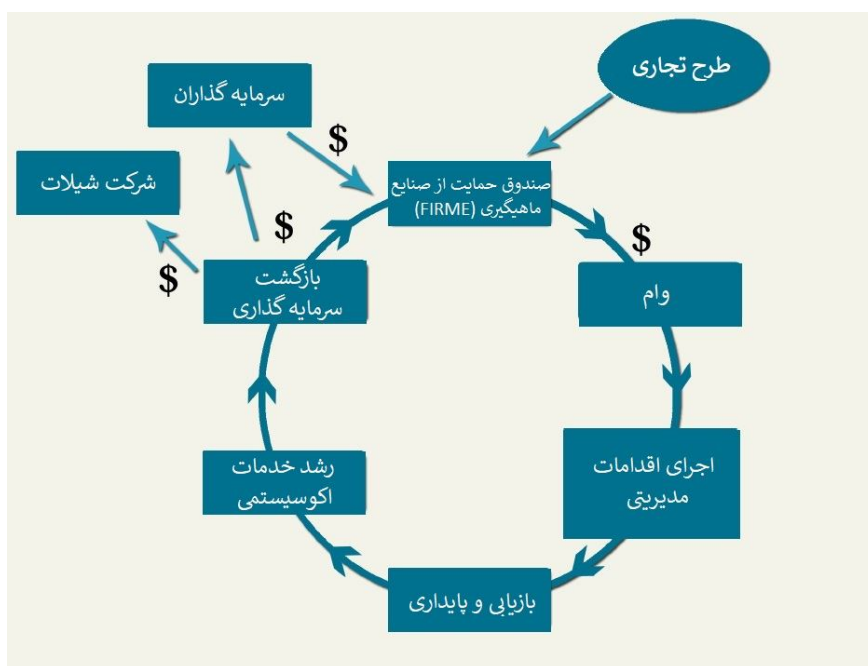 طرح تجاری
سرمایه گذاران
$
شرکت شیلات
صندوق حمایت از صنایع
ماهیگیری (FIRME)
$
$
$
بازگشت
سرمایه گذاری
وام
رشد خدمات
اکوسیستمی
اجرای اقدامات
مدیریتی
بازیابی و پایداری